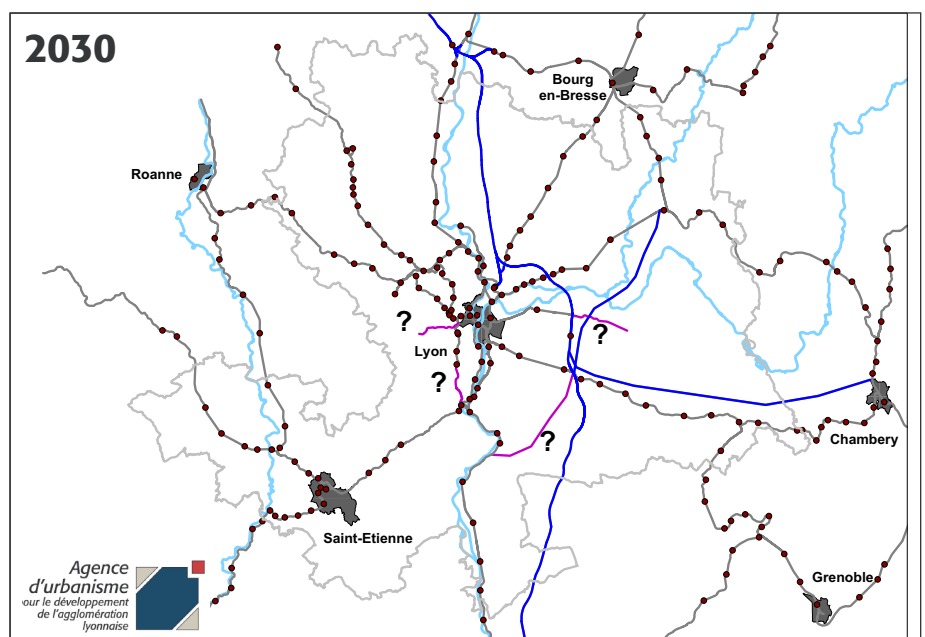 2030
Bourg
en-Bresse
Roanne
?
?
Lyon
?
?
Chambery
Saint-Etienne
Grenoble
Agence
d'urbanisme
our le développement
de l'agglomération
lyonnaise